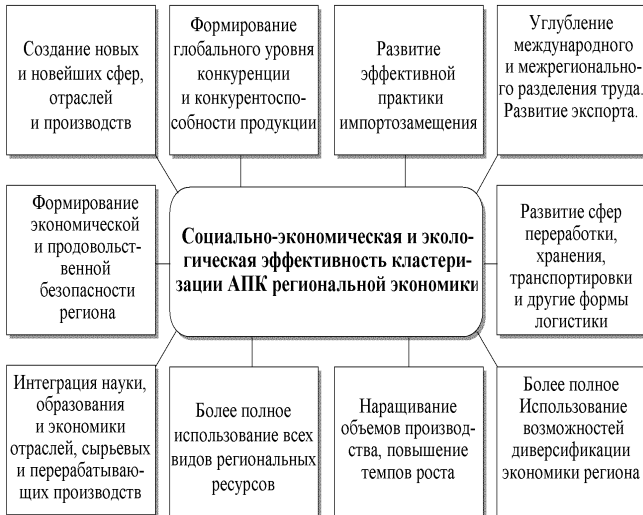 Создание новых
и новейших сфер,
отраслей
и производств
Формирование
глобального уровня
конкуренции
и конкурентоспо-
собности продукции
Развитие
эффективной
практики
импортозамещения
Углубление
международного
и межрегионально-
го разделения труда.
Развитие экспорта.
Формирование
экономической
и продовольст-
венной
безопасности
региона
Социально-экономическая и эколо-
гическая эффективность кластери-
зации АПК региональной экономики
Развитие сфер
переработки,
хранения,
транспортировки
и другие формы
логистики
Интеграция науки,
образования
и экономики
отраслей, сырьевых
и перерабатываю-
щих производств
Более полное
использование всех
видов региональных
ресурсов
Наращивание
объемов производ-
ства, повышение
темпов роста
Более полное
Использование
возможностей
диверсификации
экономики региона